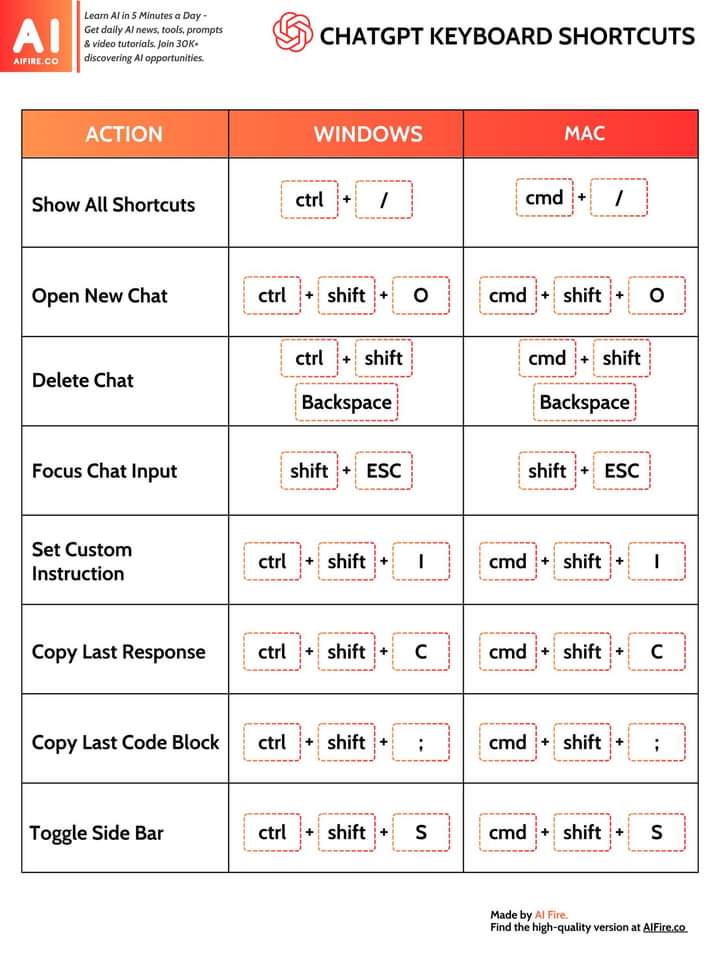 AI
AIFIRE.CO
Learn AI in 5 Minutes a Day -
Get daily AI news, tools, prompts
& video tutorials. Join 30K+
discovering AI opportunities.
CHATGPT KEYBOARD SHORTCUTS
ACTION WINDOWS MAC
Show All Shortcuts ctrl + / cmd + /
Open New Chat ctrl + shift + O cmd + shift + O
Delete Chat ctrl + shift Backspace cmd + shift Backspace
Focus Chat Input shift + ESC shift + ESC
Set Custom
Instruction ctrl + shift + I cmd + shift + I
Copy Last Response ctrl + shift + C cmd + shift + C
Copy Last Code Block ctrl + shift + ; cmd + shift + ;
Toggle Side Bar ctrl + shift + S cmd + shift + S
Made by AI Fire.
Find the high-quality version at AIFire.co